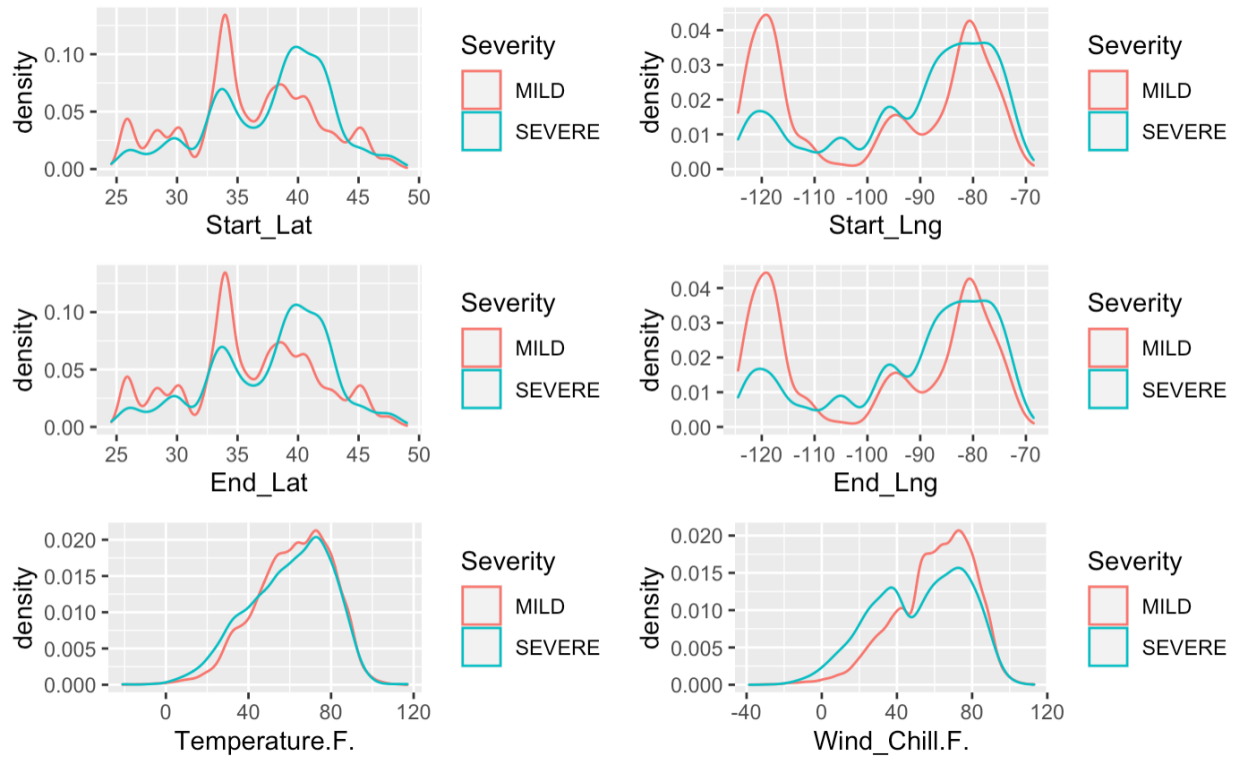 density
0.10
0.05
0.00
25 30 35 40 45 50
Start_Lat
Severity
MILD
SEVERE
density
0.04
0.03
0.02
0.01
0.00
-120 -110 -100 -90 -80 -70
Start_Lng
Severity
MILD
SEVERE
density
0.10
0.05
0.00
25 30 35 40 45 50
End_Lat
Severity
MILD
SEVERE
density
0.04
0.03
0.02
0.01
0.00
-120 -110 -100 -90 -80 -70
End_Lng
Severity
MILD
SEVERE
density
0.020
0.015
0.010
0.005
0.000
0 40 80 120
Temperature.F.
Severity
MILD
SEVERE
density
0.020
0.015
0.010
0.005
0.000
-40 0 40 80 120
Wind_Chill.F.
Severity
MILD
SEVERE